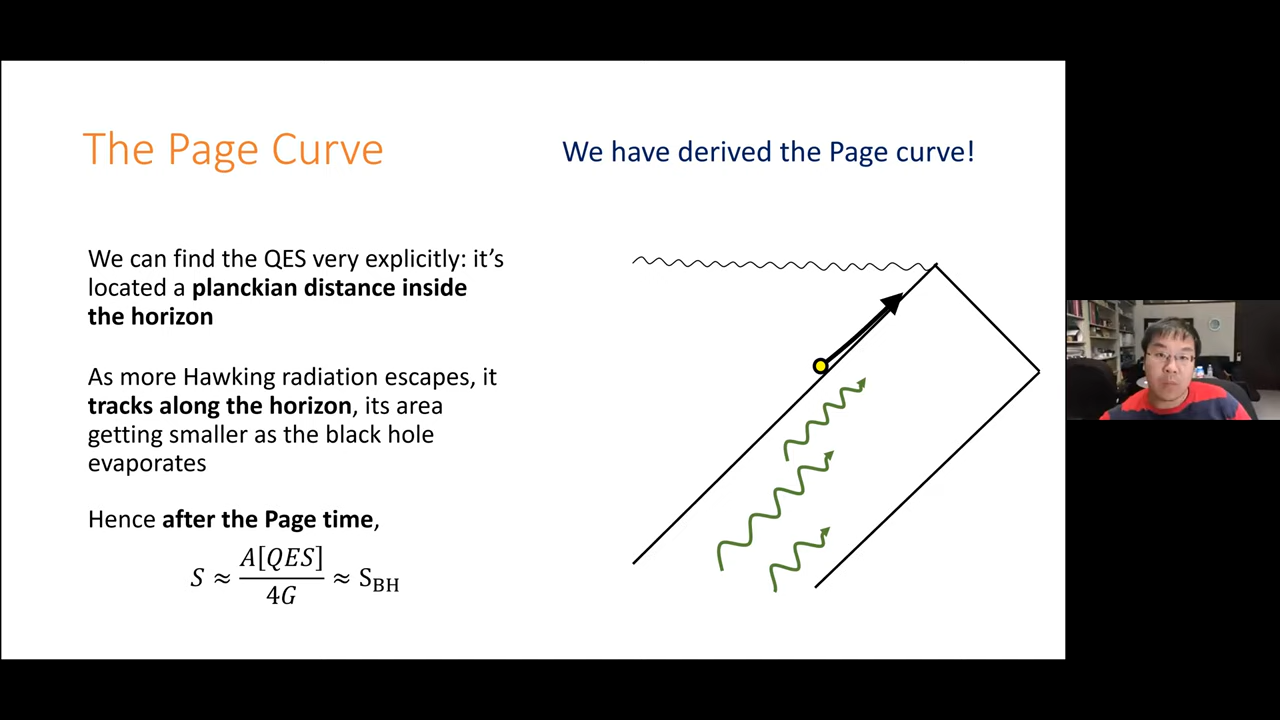 The Page Curve
We have derived the Page curve!
We can find the QES very explicitly: it's
located a planckian distance inside
the horizon
As more Hawking radiation escapes, it
tracks along the horizon, its area
getting smaller as the black hole
evaporates
Hence after the Page time,
S ≈ A[QES]/4G ≈ S_BH